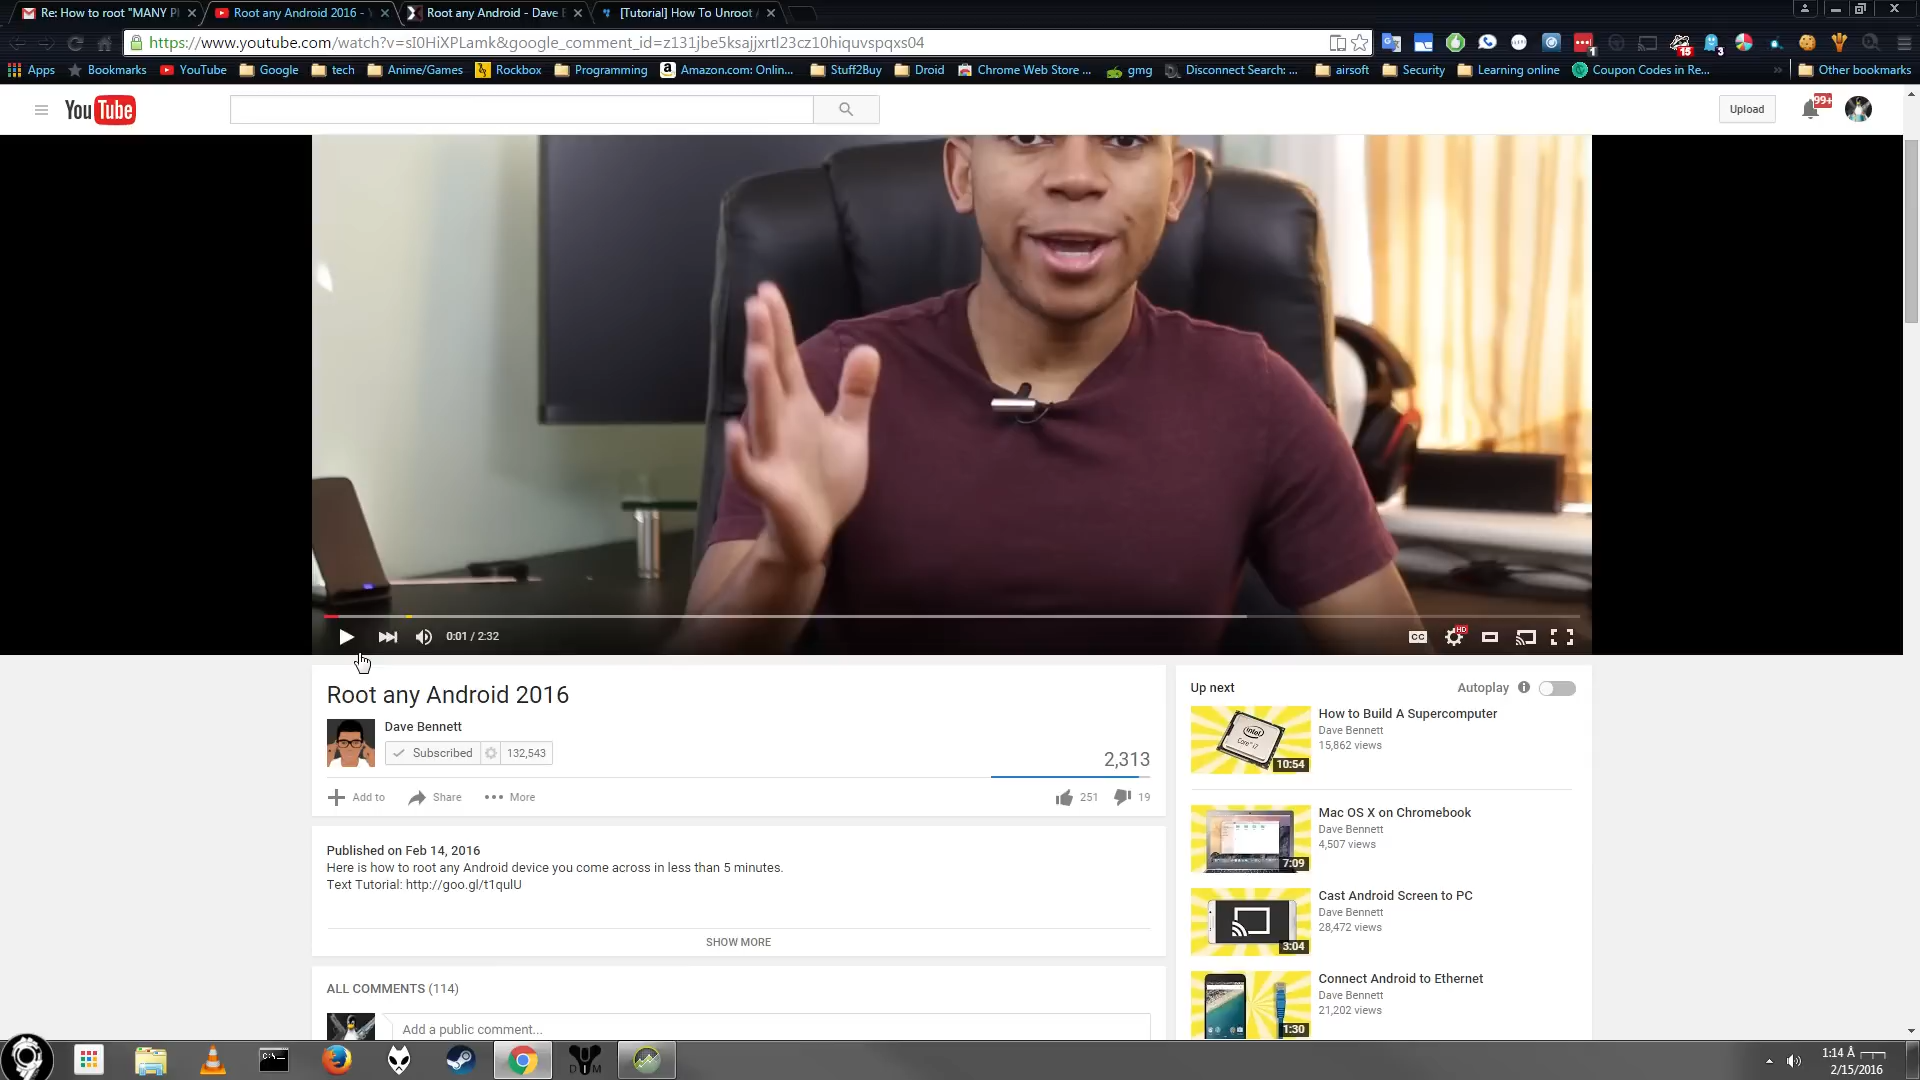 Re: How to root "MANY P
Root any Android 2016 -
Root any Android - Dave B
[Tutorial] How To Unroot
https://www.youtube.com/watch?v=sI0HiXPLamk&google_comment_id=z131jbe5ksajjxrtl23cz10hiquvspqxs04
Apps
Bookmarks
YouTube
Google
tech
Anime/Games
Rockbox
Programming
Amazon.com: Onlin...
Stuff2Buy
Droid
Chrome Web Store ...
gmg
Disconnect Search: ...
airsoft
Security
Learning online
Coupon Codes in Re...
Other bookmarks
YouTube
Upload
99+
0:01 / 2:32
CC
HD
Root any Android 2016
Dave Bennett
Subscribed
132,543
2,313
Add to
Share
More
251
19
Published on Feb 14, 2016
Here is how to root any Android device you come across in less than 5 minutes.
Text Tutorial: http://goo.gl/t1qulU
SHOW MORE
ALL COMMENTS (114)
Add a public comment...
Up next
Autoplay
How to Build A Supercomputer
Dave Bennett
15,862 views
10:54
Mac OS X on Chromebook
Dave Bennett
4,507 views
7:09
Cast Android Screen to PC
Dave Bennett
28,472 views
3:04
Connect Android to Ethernet
Dave Bennett
21,202 views
1:30
2/15/2016